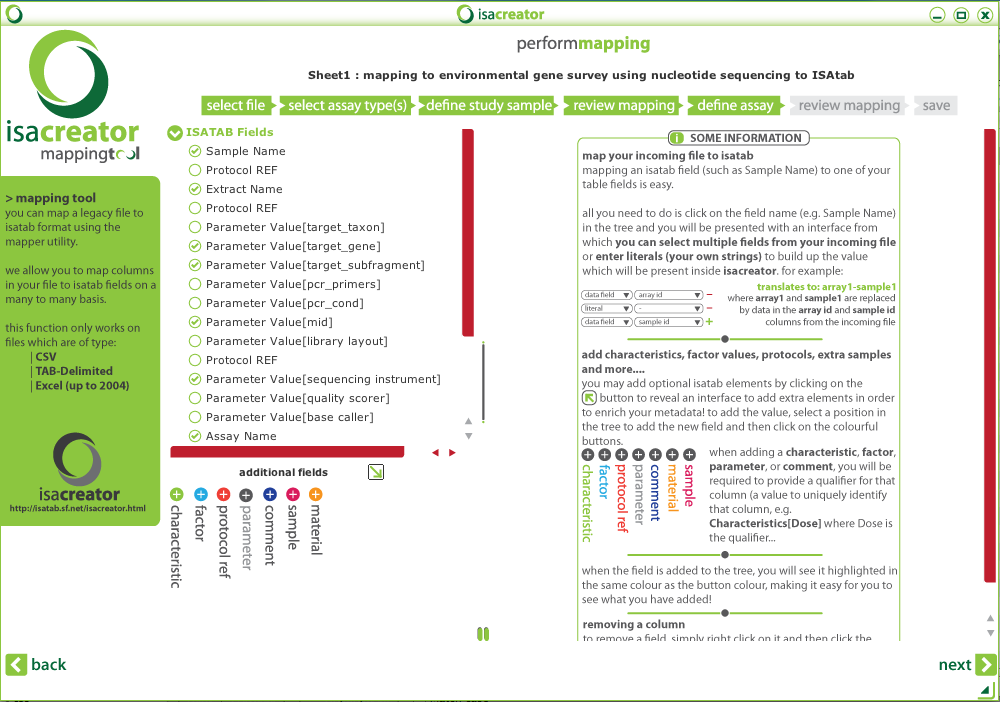 isacreator
performmapping
Sheet1 : mapping to environmental gene survey using nucleotide sequencing to ISAtab
select file
select assay type(s)
define study sample
review mapping
define assay
review mapping
save
isacreator
mappingtool
> mapping tool
you can map a legacy file to
isatab format using the
mapper utility.
we allow you to map columns
in your file to isatab fields on a
many to many basis.
this function only works on
files which are of type:
| CSV
| TAB-Delimited
| Excel (up to 2004)
isacreator
http://isatab.sf.net/isacreator.html
ISATAB Fields
Sample Name
Protocol REF
Extract Name
Protocol REF
Parameter Value[target_taxon]
Parameter Value[target_gene]
Parameter Value[target_subfragment]
Parameter Value[pcr_primers]
Parameter Value[pcr_cond]
Parameter Value[mid]
Parameter Value[library layout]
Protocol REF
Parameter Value[sequencing instrument]
Parameter Value[quality scorer]
Parameter Value[base caller]
Assay Name
additional fields
characteristic
factor
protocol ref
parameter
comment
sample
material
i SOME INFORMATION
map your incoming file to isatab
mapping an isatab field (such as Sample Name) to one of your
table fields is easy.
all you need to do is click on the field name (e.g. Sample Name)
in the tree and you will be presented with an interface from
which you can select multiple fields from your incoming file
or enter literals (your own strings) to build up the value
which will be present inside isacreator. for example:
data field array id −
literal - −
data field sample id +
translates to: array1-sample1
where array1 and sample1 are replaced
by data in the array id and sample id
columns from the incoming file
add characteristics, factor values, protocols, extra samples
and more....
you may add optional isatab elements by clicking on the
button to reveal an interface to add extra elements in order
to enrich your metadata! to add the value, select a position in
the tree to add the new field and then click on the colourful
buttons.
characteristic
factor
protocol ref
parameter
comment
material
sample
when adding a characteristic, factor,
parameter, or comment, you will be
required to provide a qualifier for that
column (a value to uniquely identify
that column, e.g.
Characteristics[Dose] where Dose is
the qualifier...
when the field is added to the tree, you will see it highlighted in
the same colour as the button colour, making it easy for you to
see what you have added!
removing a column
to remove a field, simply right click on it and then click the
back
next